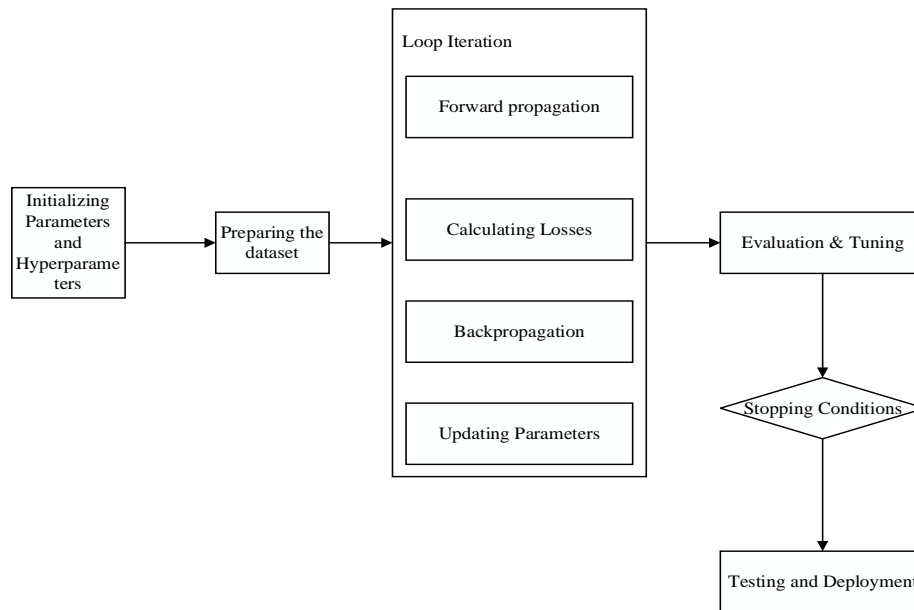 Initializing
Parameters
and
Hyperparame
ters
Preparing the
dataset
Loop Iteration
Forward propagation
Calculating Losses
Backpropagation
Updating Parameters
Evaluation & Tuning
Stopping Conditions
Testing and Deployment